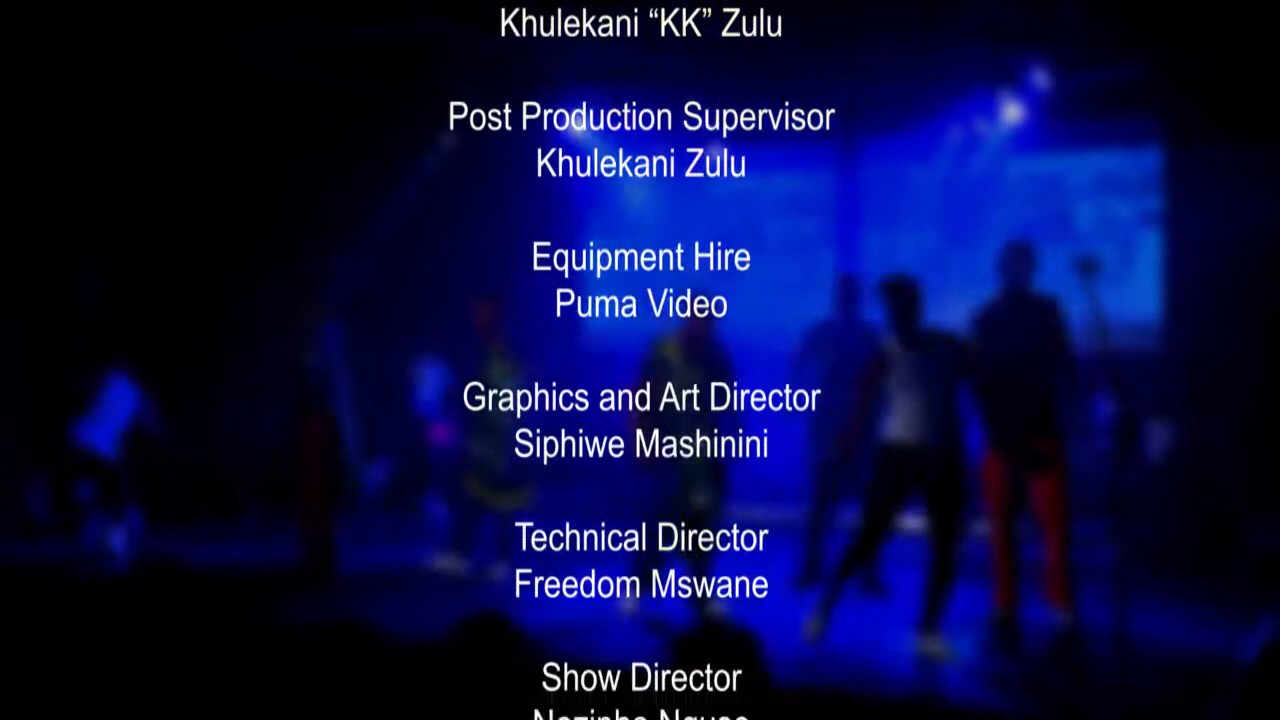 Khulekani “KK” Zulu
Post Production Supervisor
Khulekani Zulu
Equipment Hire
Puma Video
Graphics and Art Director
Siphiwe Mashinini
Technical Director
Freedom Mswane
Show Director